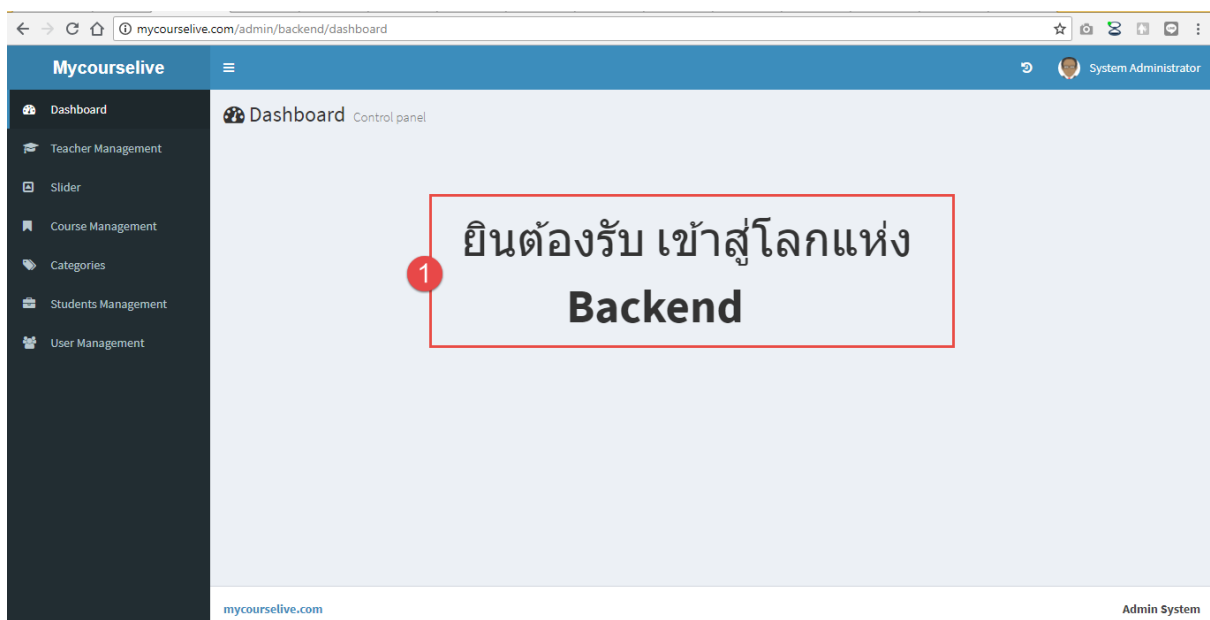 mycourselive.com/admin/backend/dashboard
Mycourselive
System Administrator
Dashboard
Dashboard Control panel
Teacher Management
Slider
Course Management
Categories
Students Management
User Management
1
ยินต้องรับ เข้าสู่โลกแห่ง
Backend
mycourselive.com
Admin System